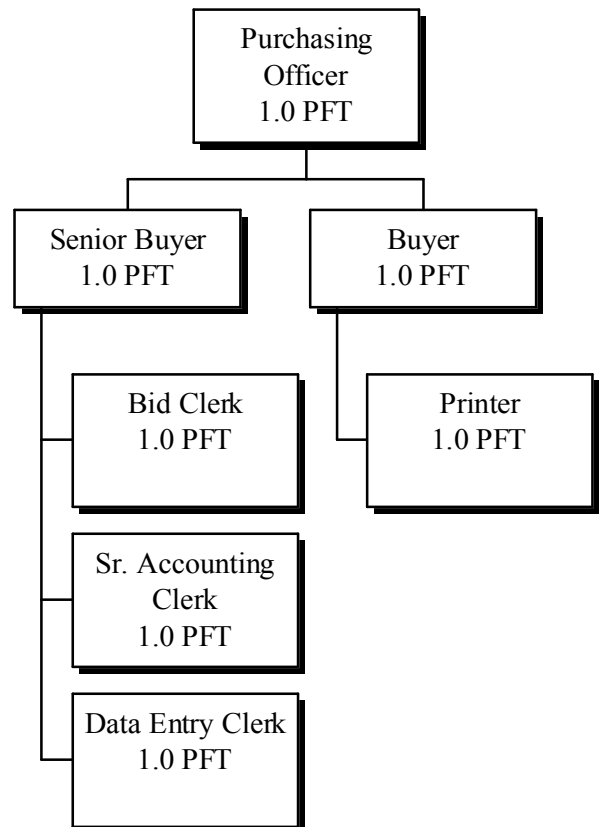 Purchasing
Officer
1.0 PFT
Senior Buyer
1.0 PFT
Buyer
1.0 PFT
Bid Clerk
1.0 PFT
Printer
1.0 PFT
Sr. Accounting
Clerk
1.0 PFT
Data Entry Clerk
1.0 PFT